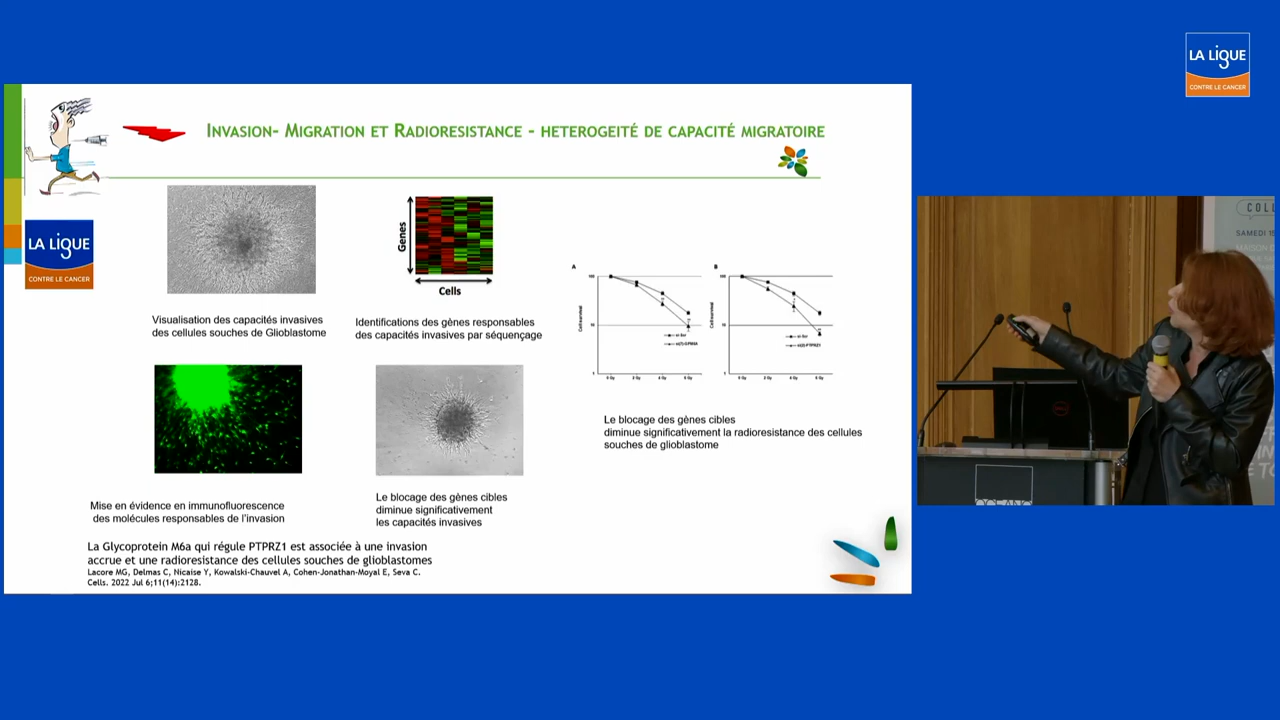 LA LIGUE
CONTRE LE CANCER
INVASION- MIGRATION ET RADIORESISTANCE - HETEROGEITÉ DE CAPACITÉ MIGRATOIRE
LA LIGUE
CONTRE LE CANCER
Genes
Cells
Visualisation des capacités invasives
des cellules souches de Glioblastome
Identifications des gènes responsables
des capacités invasives par séquençage
A
B
Le blocage des gènes cibles
diminue significativement la radioresistance des cellules
souches de glioblastome
Mise en évidence en immunofluorescence
des molécules responsables de l'invasion
Le blocage des gènes cibles
diminue significativement
les capacités invasives
La Glycoprotein M6a qui régule PTPRZ1 est associée à une invasion
accrue et une radioresistance des cellules souches de glioblastomes
Lacore MG, Delmas C, Nicaise Y, Kowalski-Chauvel A, Cohen-Jonathan-Moyal E, Seva C.
Cells. 2022 Jul 6;11(14):2128.
COLL
SAMEDI 15